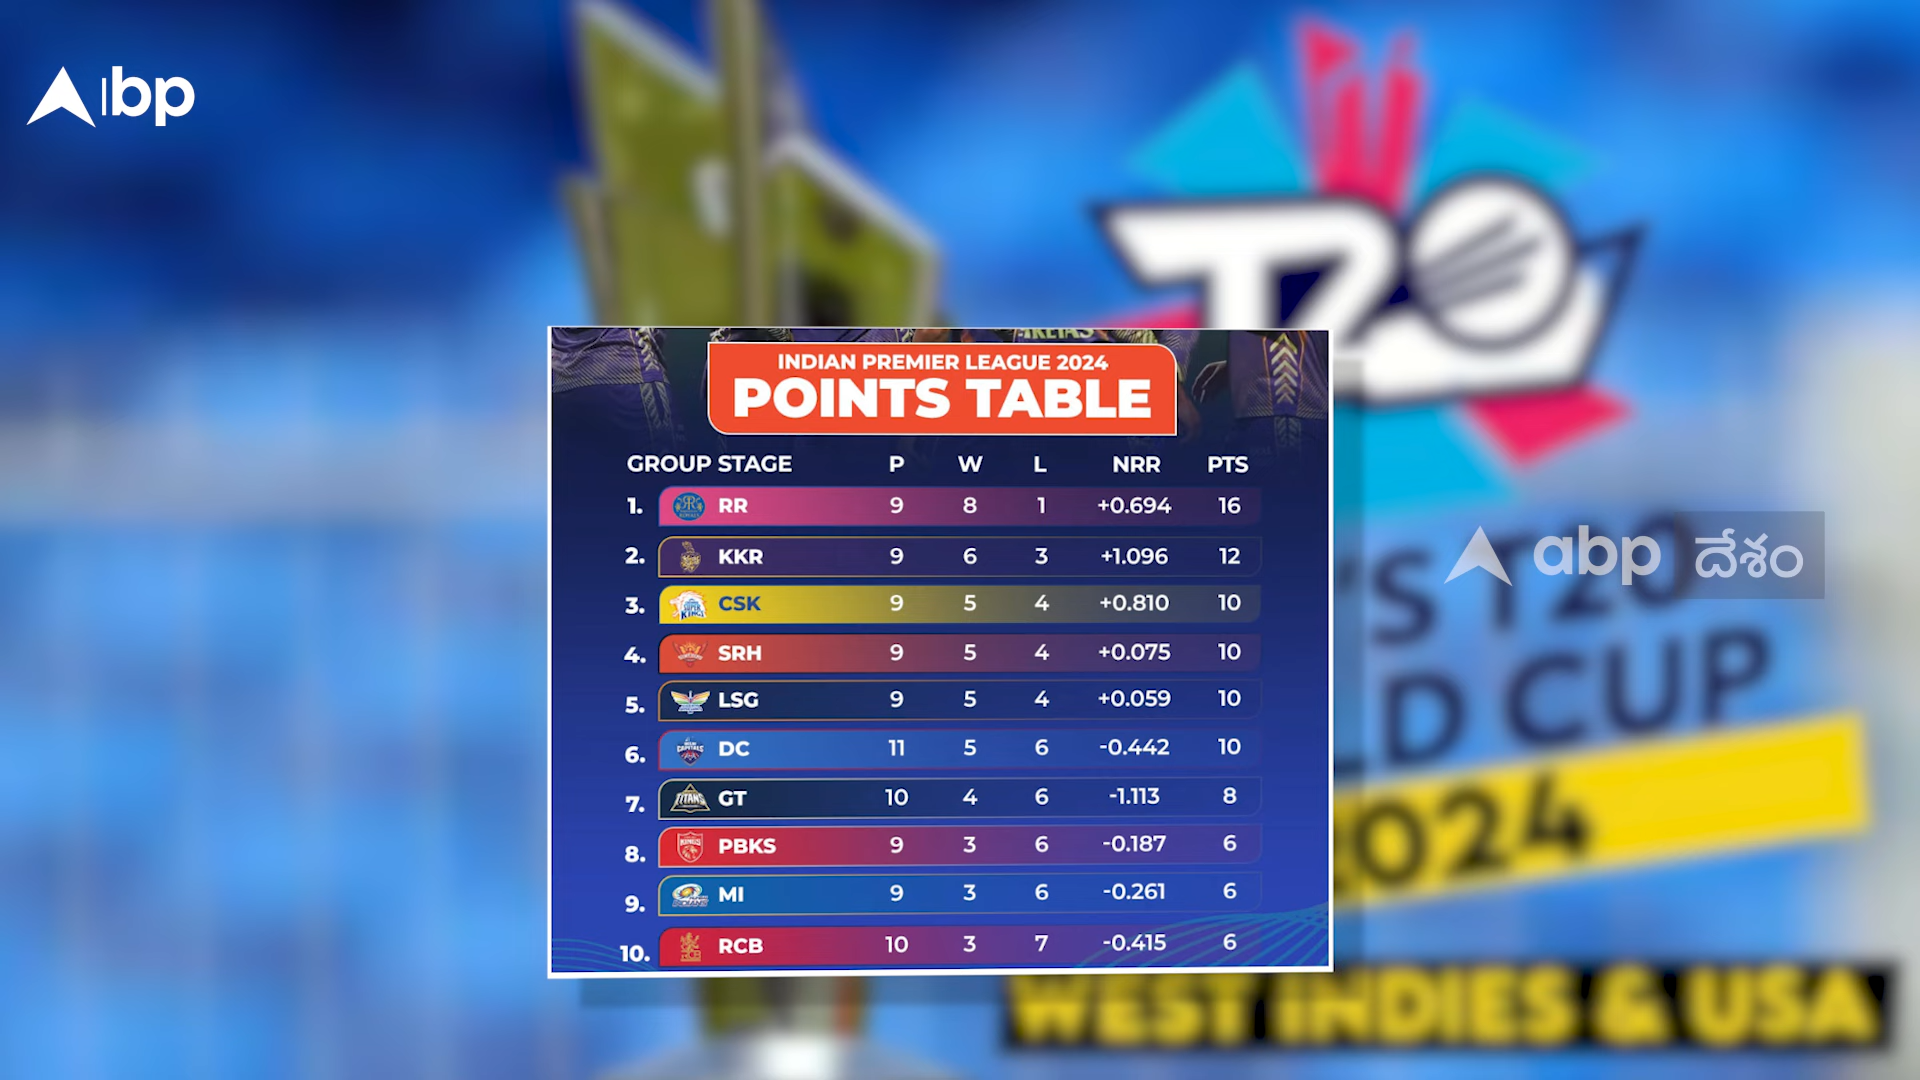 abp
T20
INDIAN PREMIER LEAGUE 2024
POINTS TABLE
GROUP STAGE P W L NRR PTS
1. RR 9 8 1 +0.694 16
2. KKR 9 6 3 +1.096 12
3. CSK 9 5 4 +0.810 10
4. SRH 9 5 4 +0.075 10
5. LSG 9 5 4 +0.059 10
6. DC 11 5 6 -0.442 10
7. GT 10 4 6 -1.113 8
8. PBKS 9 3 6 -0.187 6
9. MI 9 3 6 -0.261 6
10. RCB 10 3 7 -0.415 6
abp దేశం
'S T20
D CUP
2024
WEST INDIES & USA